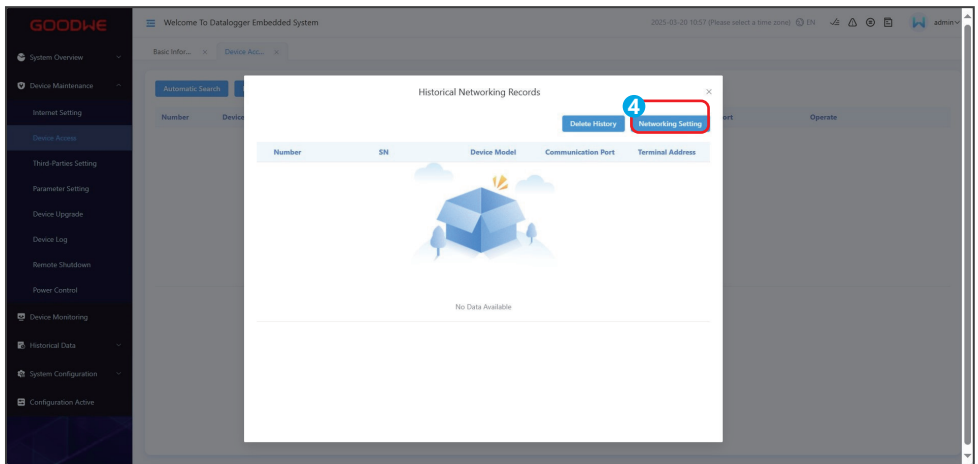 GOODWE
Welcome To Datalogger Embedded System
2025-03-20 10:57 (Please select a time zone) EN
admin
Basic Infor... ×
Device Acc... ×
System Overview
Device Maintenance
Internet Setting
Device Access
Third-Parties Setting
Parameter Setting
Device Upgrade
Device Log
Remote Shutdown
Power Control
Device Monitoring
Historical Data
System Configuration
Configuration Active
Automatic Search
Number Device
Operate
Historical Networking Records ×
4
Delete History Networking Setting
Number SN Device Model Communication Port Terminal Address
No Data Available